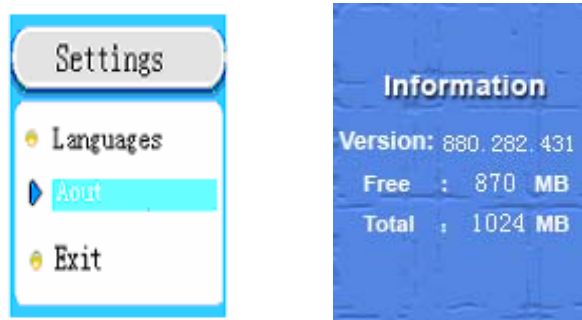 Settings
Languages
Aout
Exit
Information
Version: 880.282.431
Free : 870 MB
Total : 1024 MB